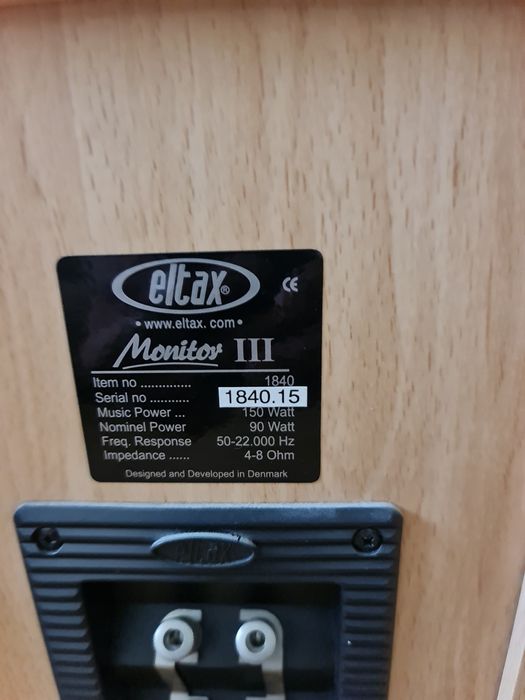 eltax®
• www.eltax. com •
Monitor III
Item no .............. 1840
Serial no ........... 1840.15
Music Power ... 150 Watt
Nominel Power 90 Watt
Freq. Response 50-22.000 Hz
Impedance ...... 4-8 Ohm
Designed and Developed in Denmark
CE
eltax